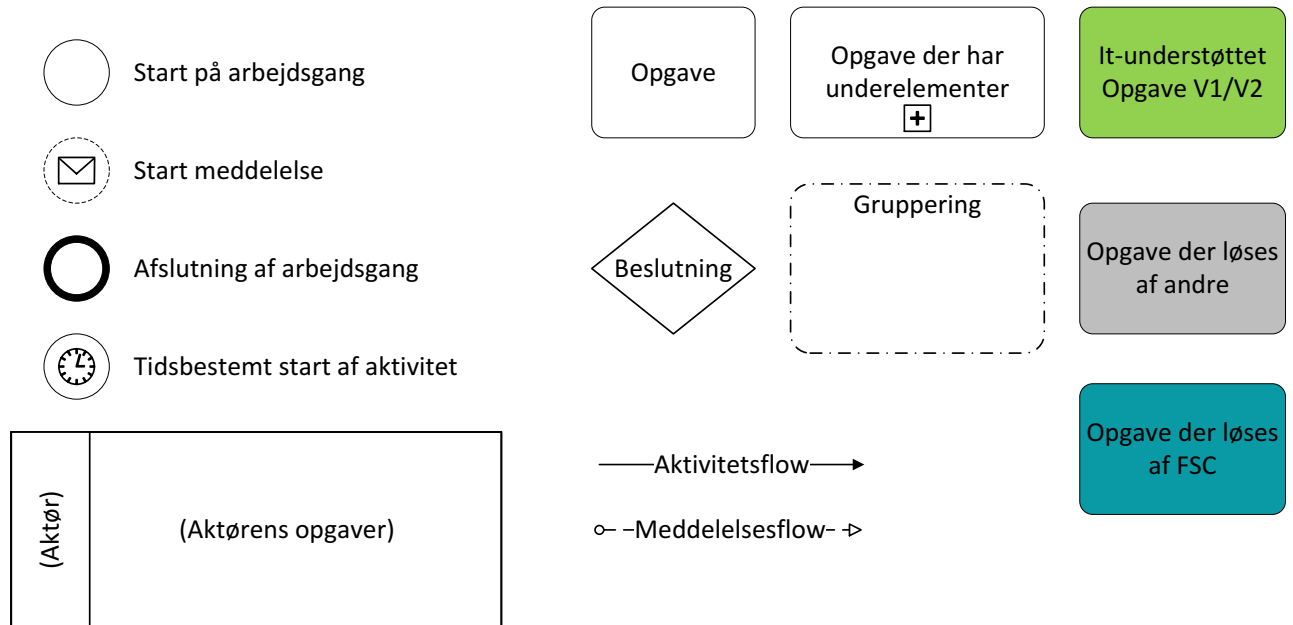 Start på arbejdsgang
Start meddelelse
Afslutning af arbejdsgang
Tidsbestemt start af aktivitet
(Aktør)
(Aktørens opgaver)
Opgave
Opgave der har
underelementer
It-understøttet
Opgave V1/V2
Beslutning
Gruppering
Opgave der løses
af andre
Opgave der løses
af FSC
Aktivitetsflow
Meddelelsesflow